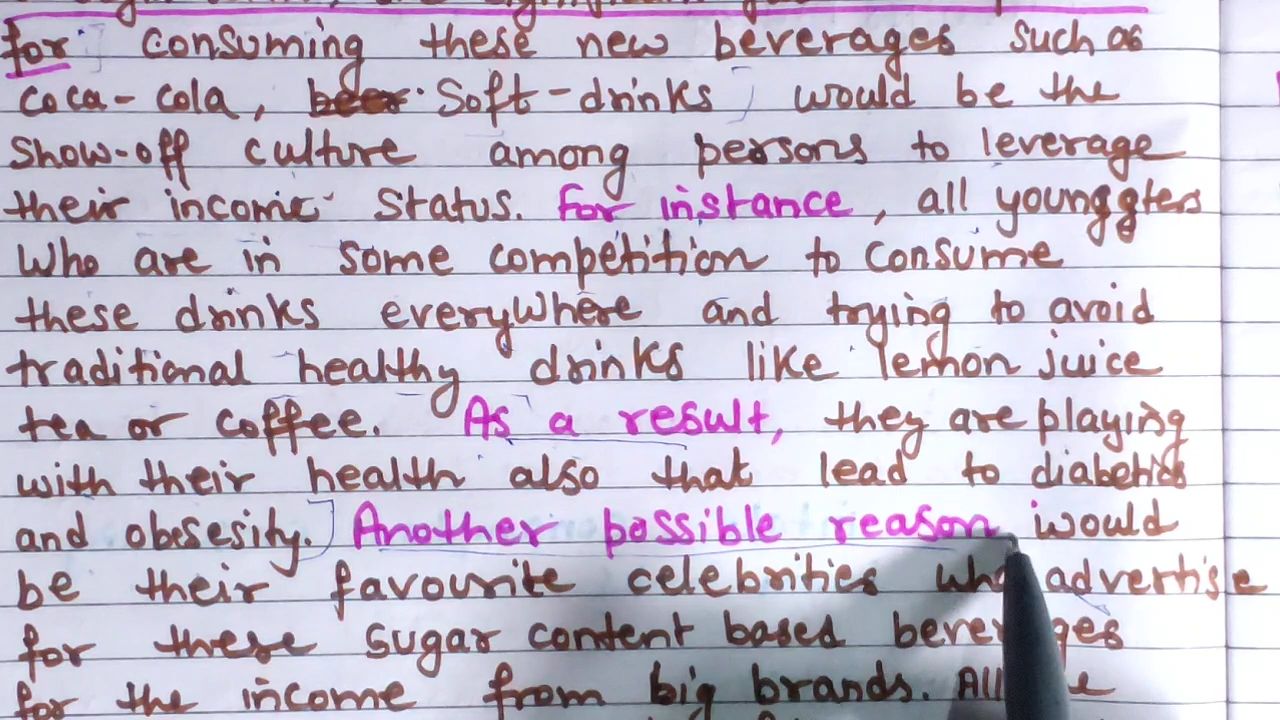 for consuming these new beverages such as
coca-cola, beer. Soft-drinks would be the
show-off culture among persons to leverage
their income status. For instance, all younggters
who are in some competition to consume
these drinks everywhere and trying to avoid
traditional healthy drinks like lemon juice
tea or coffee. As a result, they are playing
with their health also that lead to
and obesesity. Another possible reason would
be their favourite celebrities who advertise
for these sugar content based beverages
for the income from big brands. All